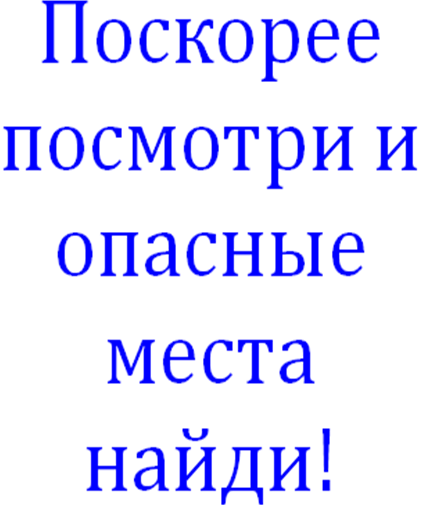 Поскорее
посмотри и
опасные
места
найди!